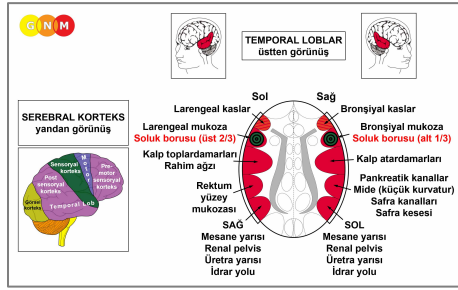 G N M
TEMPORAL LOBLAR
üstten görünüş
SEREBRAL KORTEKS
yandan görünüş
Sensoryal
korteks
Motor
Pre-
motor
sensoryal
korteks
Post
sensoryal
korteks
Görsel
korteks
Temporal Lob
Sol
Larengeal kaslar
Larengeal mukoza
Soluk borusu (üst 2/3)
Kalp toplardamarları
Rahim ağzı
Rektum
yüzey
mukozası
SAĞ
Mesane yarısı
Renal pelvis
Üretra yarısı
İdrar yolu
Sağ
Bronşiyal kaslar
Bronşiyal mukoza
Soluk borusu (alt 1/3)
Kalp atardamarları
Pankreatik kanallar
Mide (küçük kurvatur)
Safra kanalları
Safra kesesi
SOL
Mesane yarısı
Renal pelvis
Üretra yarısı
İdrar yolu